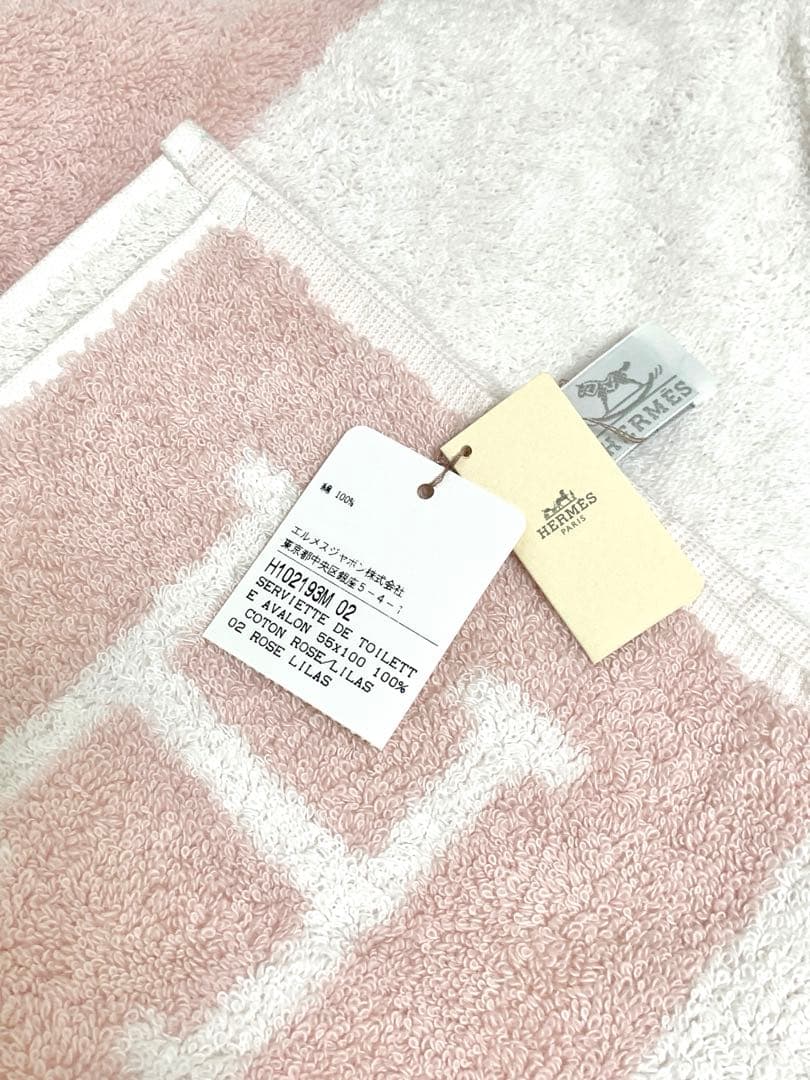 綿 100%
エルメスジャポン株式会社
東京都中央区銀座5-4-1
H102193M 02
SERVIETTE DE TOILETT
E AVALON 55x100 100%
COTON ROSE/LILAS
02 ROSE LILAS
HERMÈS
PARIS
HERMÈS